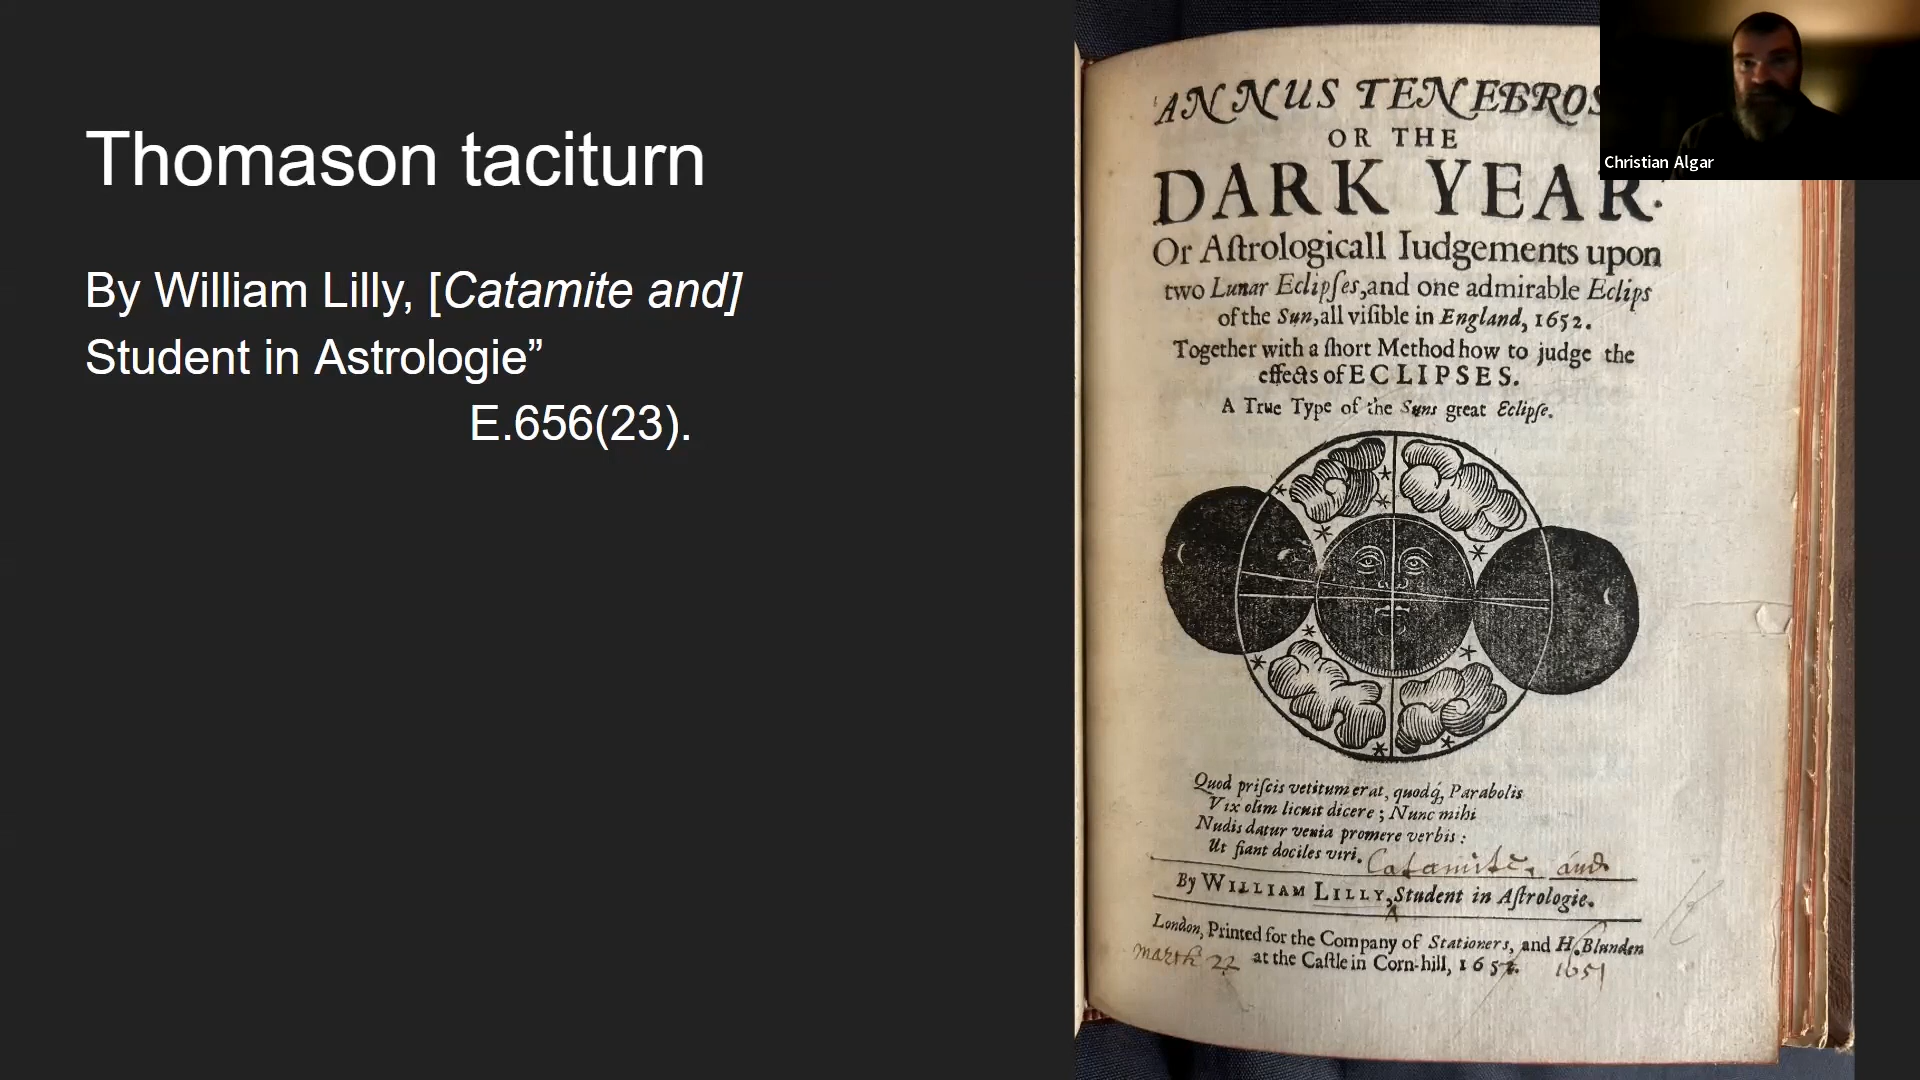 Thomason taciturn
By William Lilly, [Catamite and]
Student in Astrologie”
E.656(23).
ANNUS TENEBROS
OR THE
DARK YEAR.
Or Aſtrologicall Iudgements upon
two Lunar Eclipſes,and one admirable Eclips
of the Sun,all viſible in England, 1652.
Together with a ſhort Method how to judge the
effects of ECLIPSES.
A True Type of the Suns great Eclipſe.
Quod priſcis vetitum erat, quodq́, Parabolis
Vix olim licuit dicere ; Nunc mihi
Nudis datur venia promere verbis :
Ut fiant dociles viri.
Catamite, and
By WILLIAM LILLY, Student in Aſtrologie.
London, Printed for the Company of Stationers, and H. Blunden
at the Caſtle in Corn-hill, 1652.
march 22
1651
Christian Algar